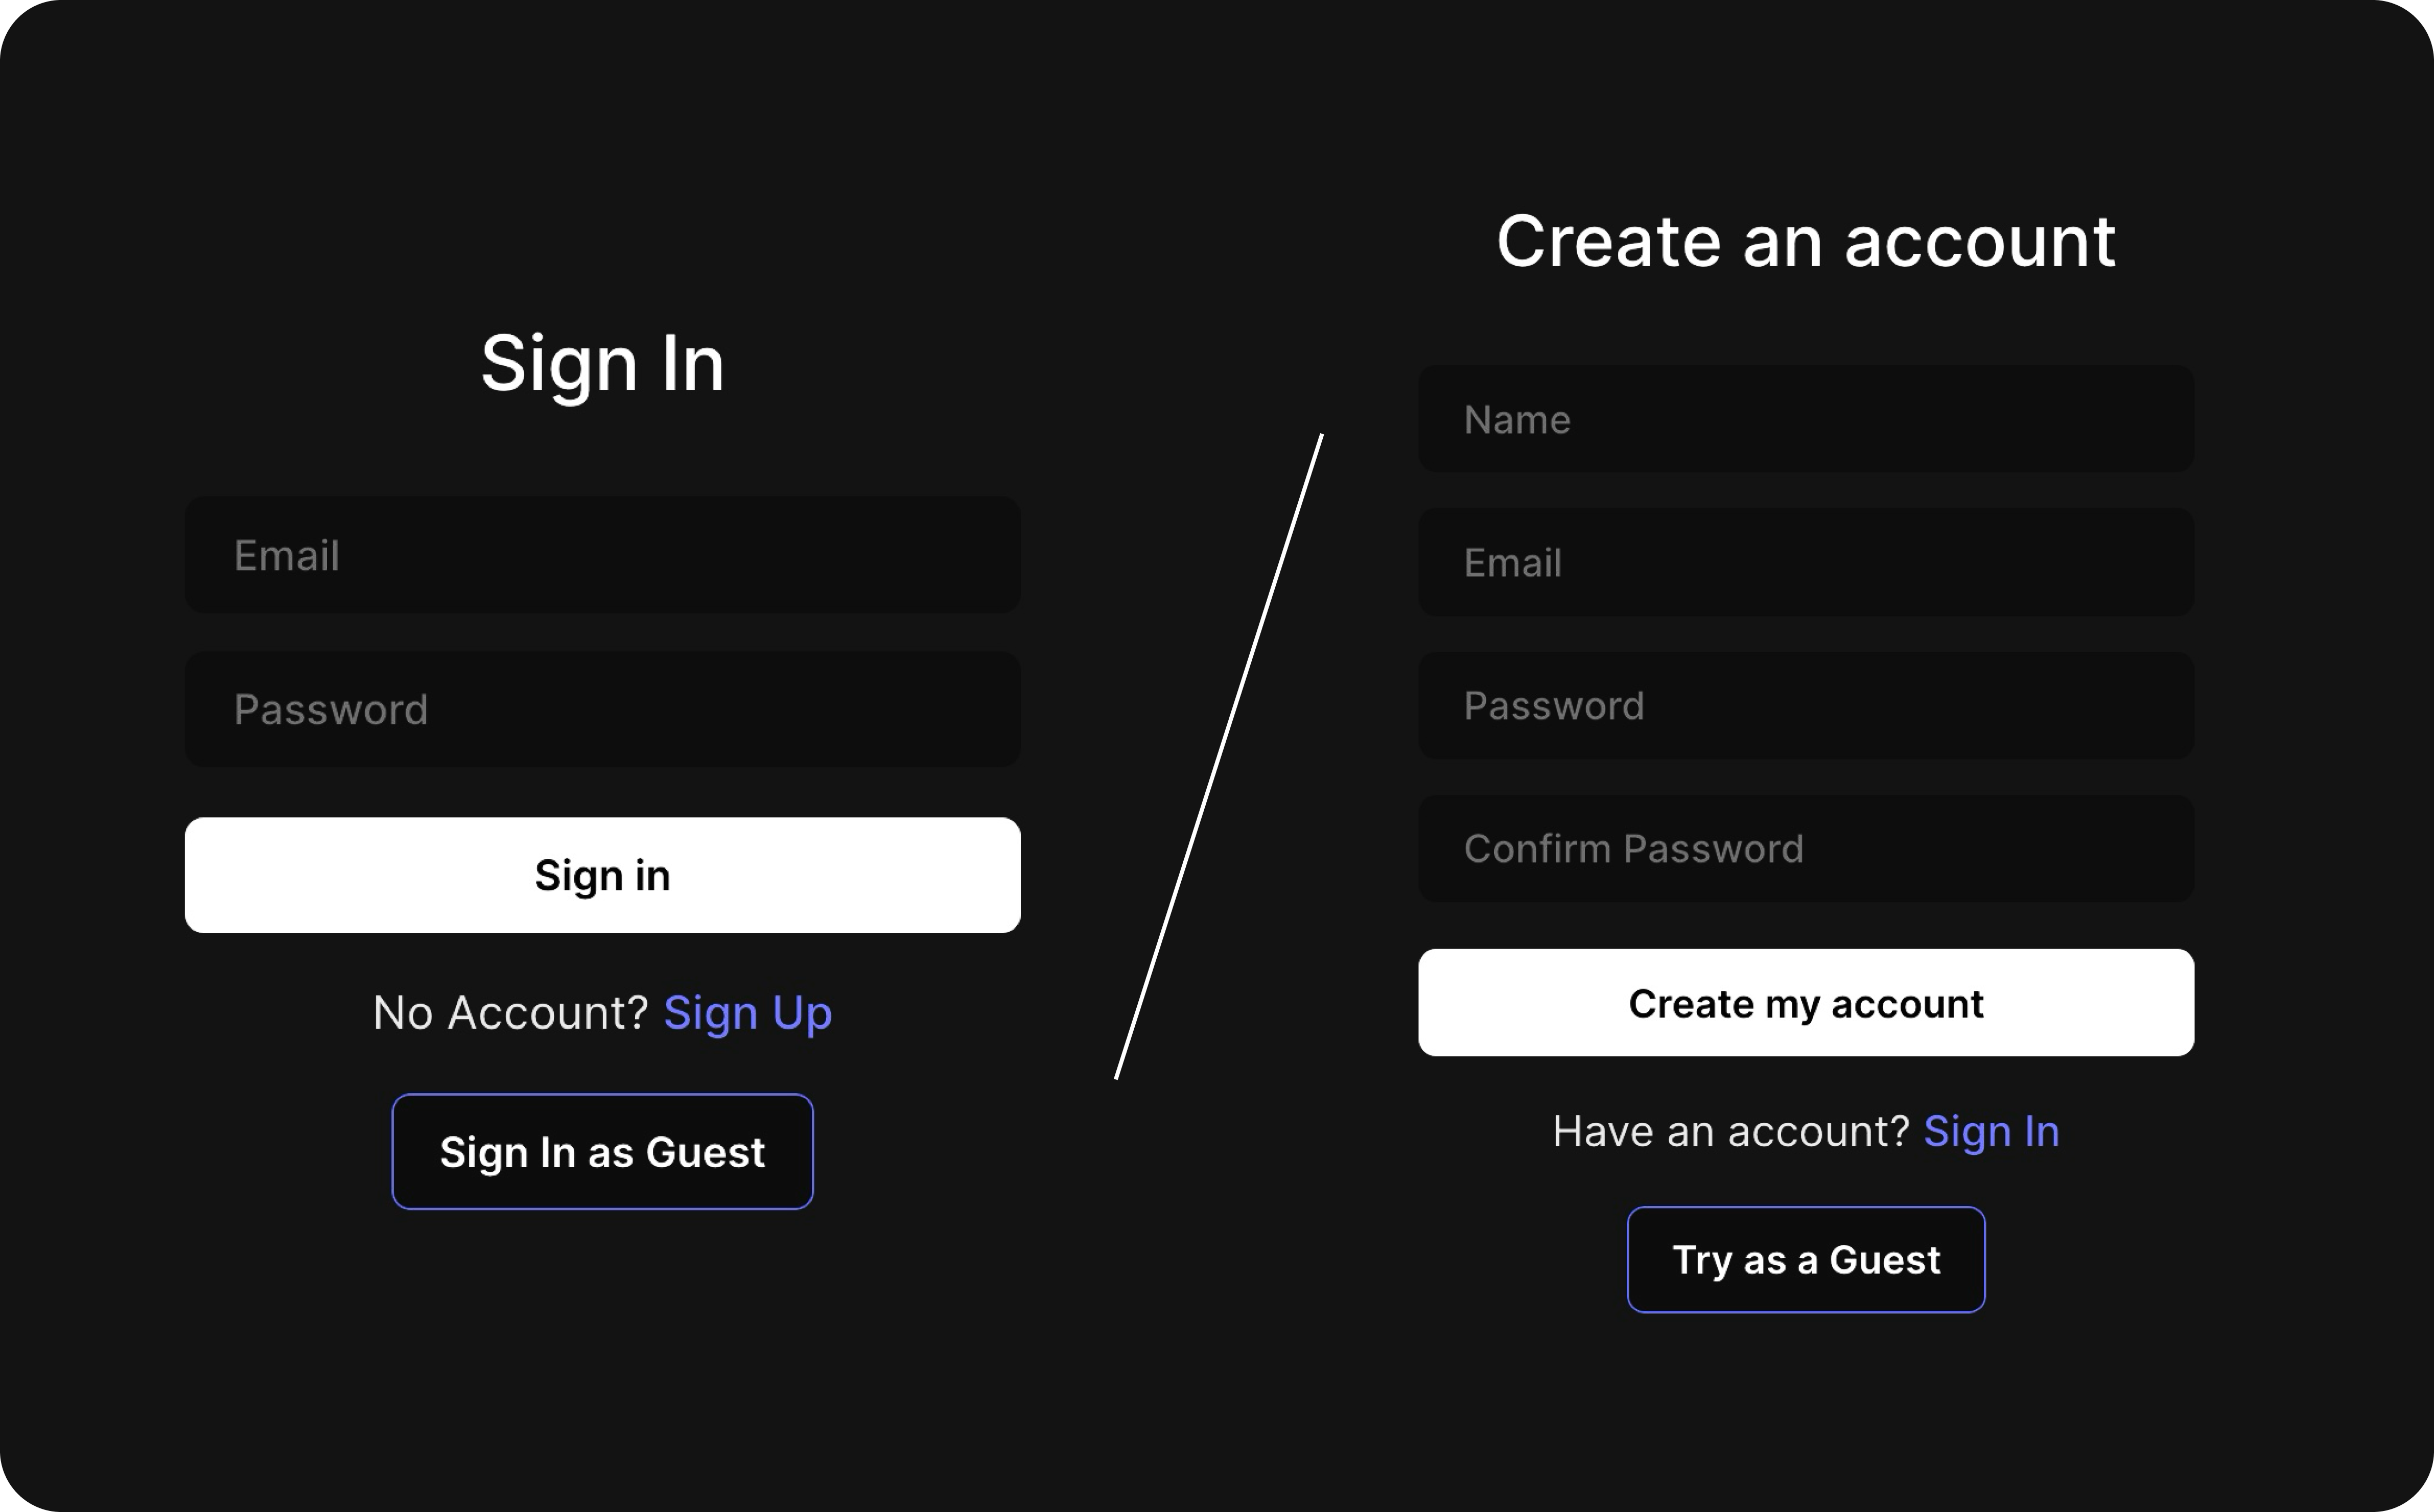 Sign In
Email
Password
Sign in
No Account? Sign Up
Sign In as Guest
Create an account
Name
Email
Password
Confirm Password
Create my account
Have an account? Sign In
Try as a Guest